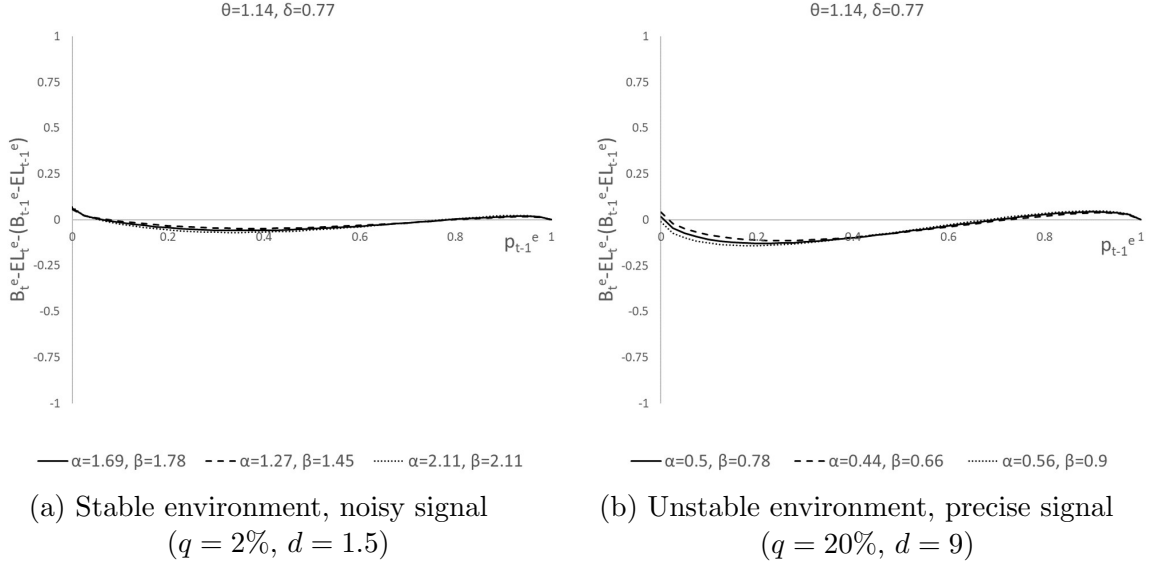 θ=1.14, δ=0.77
1
0.75
0.5
0.25
0
-0.25
-0.5
-0.75
-1
B_t^e-EL_t^e-(B_{t-1}^e-EL_{t-1}^e)
0 0.2 0.4 0.6 0.8 1
p_{t-1}^e
α=1.69, β=1.78 α=1.27, β=1.45 α=2.11, β=2.11
(a) Stable environment, noisy signal
(q = 2%, d = 1.5)
θ=1.14, δ=0.77
1
0.75
0.5
0.25
0
-0.25
-0.5
-0.75
-1
B_t^e-EL_t^e-(B_{t-1}^e-EL_{t-1}^e)
0 0.2 0.4 0.6 0.8 1
p_{t-1}^e
α=0.5, β=0.78 α=0.44, β=0.66 α=0.56, β=0.9
(b) Unstable environment, precise signal
(q = 20%, d = 9)